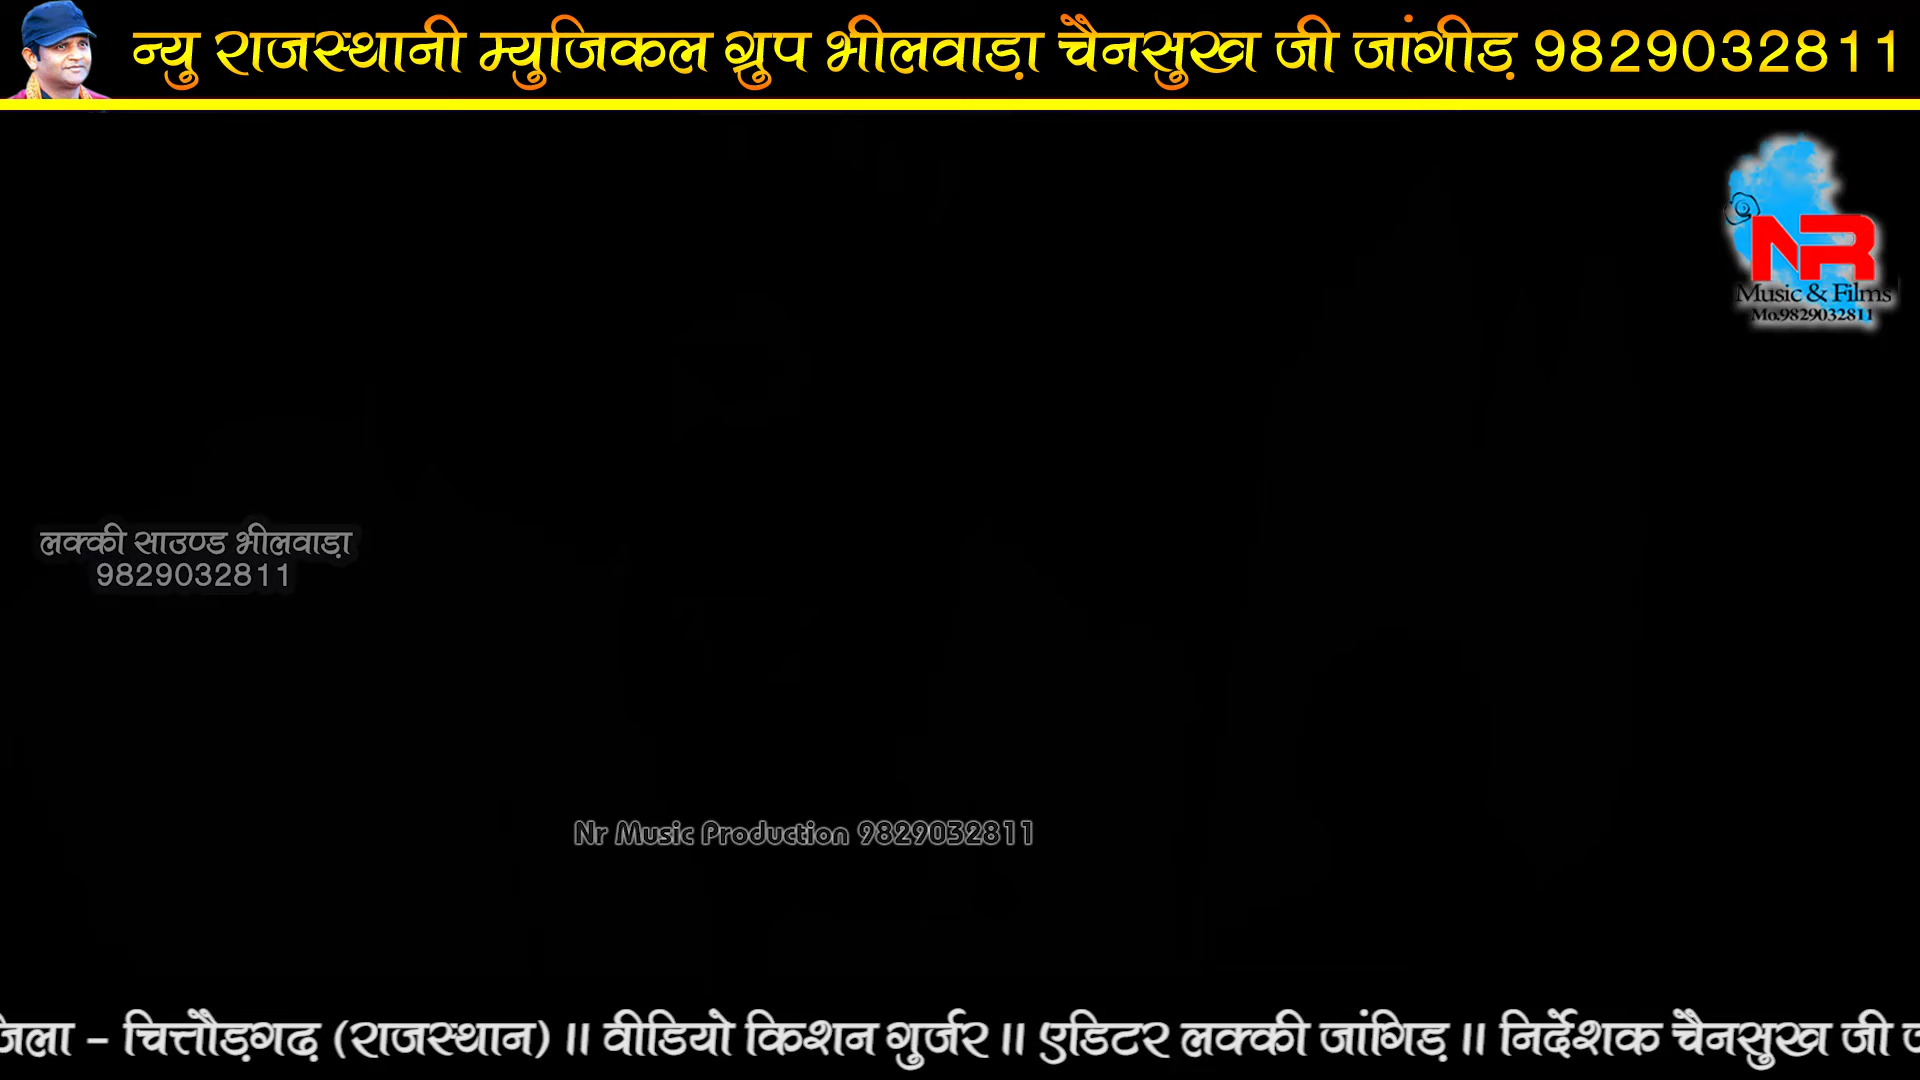 न्यु राजस्थानी म्युजिकल ग्रुप भीलवाड़ा चैनसुख जी जांगीड़ 9829032811
NR
Music & Films
Mo.9829032811
लक्की साउण्ड भीलवाड़ा
9829032811
Nr Music Production 9829032811
जिला - चित्तौड़गढ़ (राजस्थान) ॥ वीडियो किशन गुर्जर ॥ एडिटर लक्की जांगिड़ ॥ निर्देशक चैनसुख जी